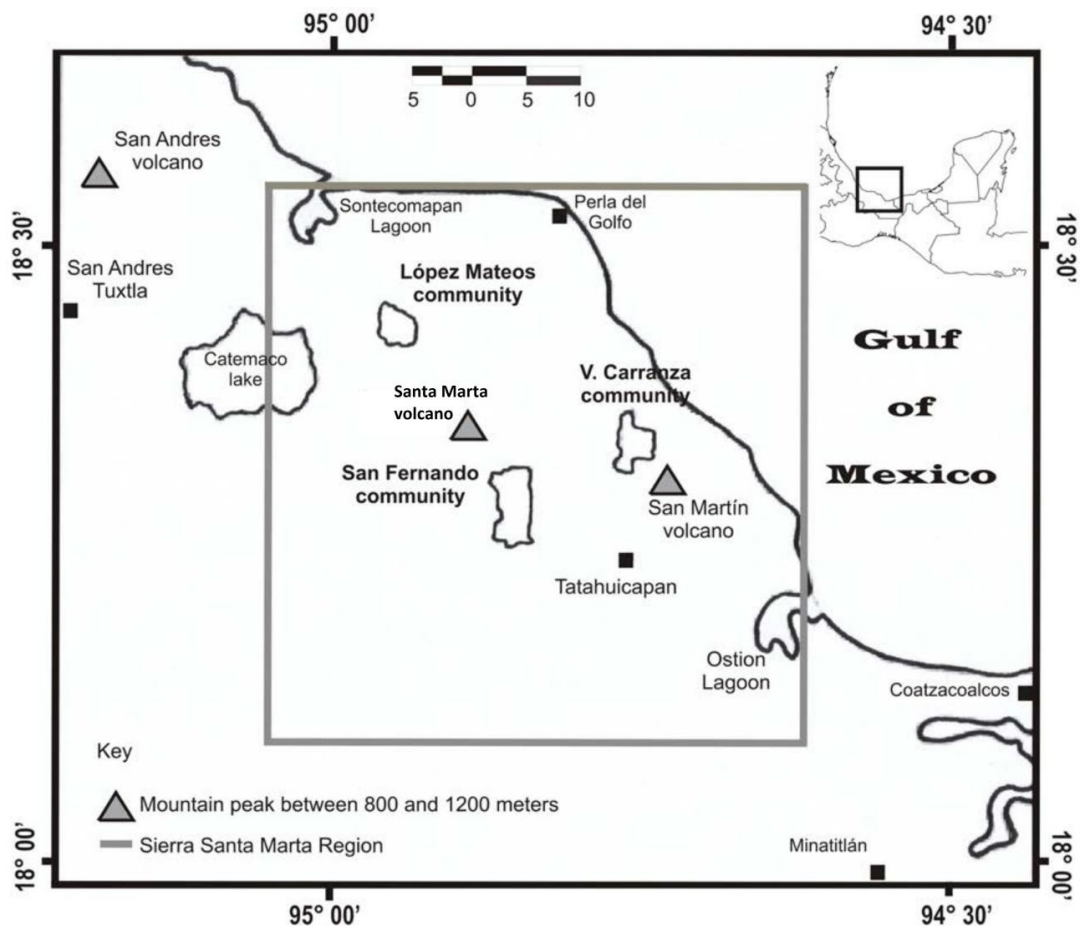 95° 00’
94° 30’
5 0 5 10
San Andres
volcano
Sontecomapan
Lagoon
Perla del
Golfo
18° 30’
18° 30’
San Andres
Tuxtla
López Mateos
community
Gulf
of
Mexico
Catemaco
lake
V. Carranza
community
Santa Marta
volcano
San Fernando
community
San Martín
volcano
Tatahuicapan
Ostion
Lagoon
Coatzacoalcos
Key
Mountain peak between 800 and 1200 meters
Sierra Santa Marta Region
Minatitlán
18° 00’
18° 00’
95° 00’
94° 30’